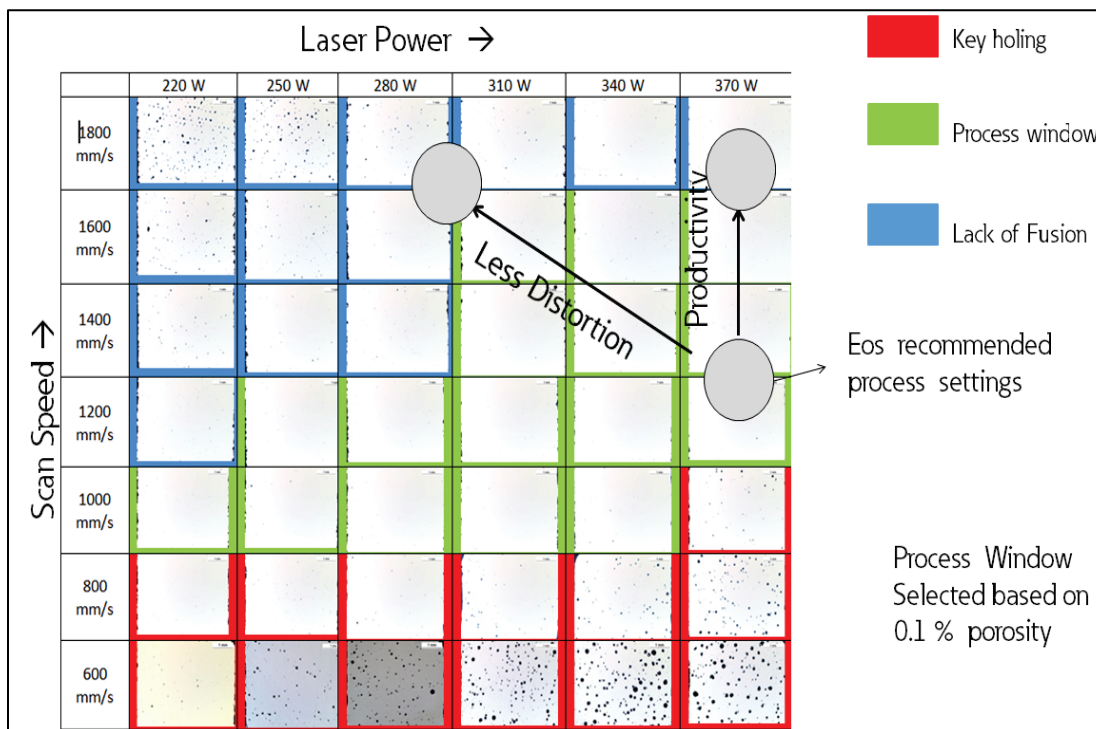 Laser Power →
220 W 250 W 280 W 310 W 340 W 370 W
1800
mm/s
1600
mm/s
1400
mm/s
1200
mm/s
1000
mm/s
800
mm/s
600
mm/s
Scan Speed →
Less Distortion
Productivity
Key holing
Process window
Lack of Fusion
Eos recommended
process settings
Process Window
Selected based on
0.1 % porosity